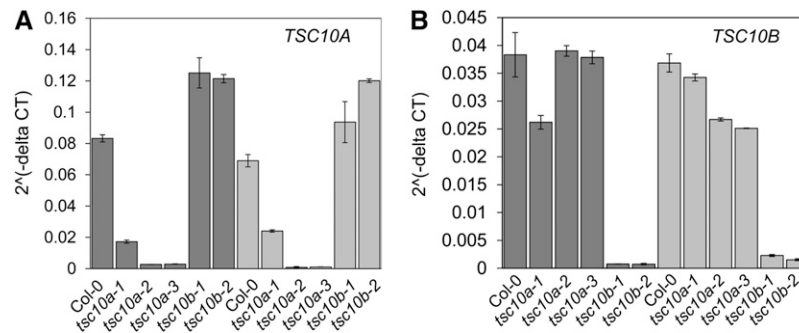 A
TSC10A
2^(-delta CT)
0.16
0.14
0.12
0.1
0.08
0.06
0.04
0.02
0
Col-0
tsc10a-1
tsc10a-2
tsc10a-3
tsc10b-1
tsc10b-2
Col-0
tsc10a-1
tsc10a-2
tsc10a-3
tsc10b-1
tsc10b-2
B
TSC10B
2^(-delta CT)
0.045
0.04
0.035
0.03
0.025
0.02
0.015
0.01
0.005
0
Col-0
tsc10a-1
tsc10a-2
tsc10a-3
tsc10b-1
tsc10b-2
Col-0
tsc10a-1
tsc10a-2
tsc10a-3
tsc10b-1
tsc10b-2